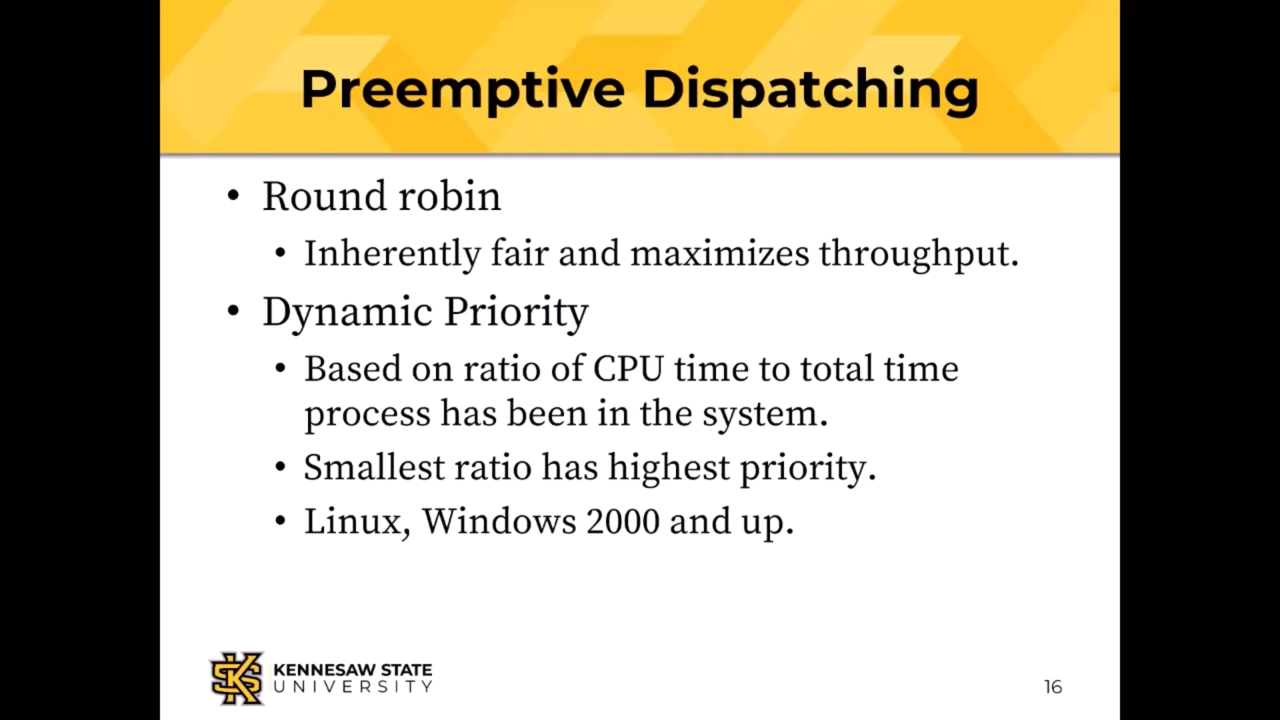 Preemptive Dispatching
• Round robin
• Inherently fair and maximizes throughput.
• Dynamic Priority
• Based on ratio of CPU time to total time
process has been in the system.
• Smallest ratio has highest priority.
• Linux, Windows 2000 and up.
KENNESAW STATE
UNIVERSITY
16